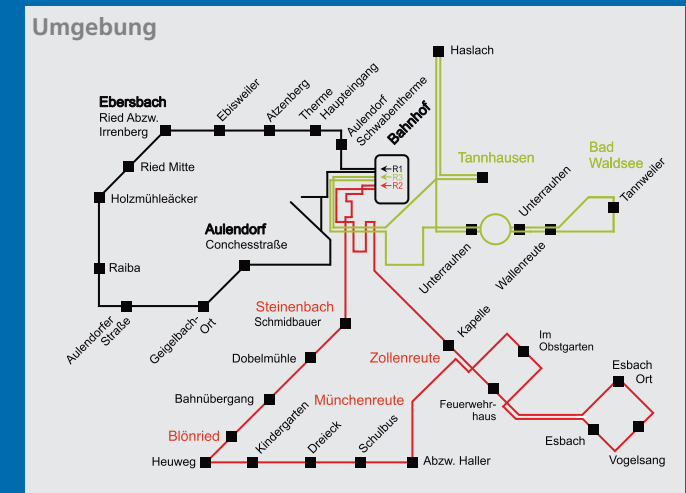 Umgebung
Haslach
Ebersbach
Ried Abzw.
Irrenberg
Ebisweiler
Atzenberg
Therme
Haupteingang
Aulendorf
Schwabentherme
Bahnhof
R1
R3
R2
Tannhausen
Bad
Waldsee
Ried Mitte
Holzmühleäcker
Tannweiler
Unterrauhen
Unterrauhen
Wallenreute
Aulendorf
Conchesstraße
Raiba
Aulendorfer
Straße
Geigelbach-
Ort
Steinenbach
Schmidbauer
Kapelle
Im
Obstgarten
Dobelmühle
Zollenreute
Esbach
Ort
Bahnübergang
Münchenreute
Feuerwehr-
haus
Blönried
Kindergarten
Dreieck
Schulbus
Esbach
Heuweg
Abzw. Haller
Vogelsang